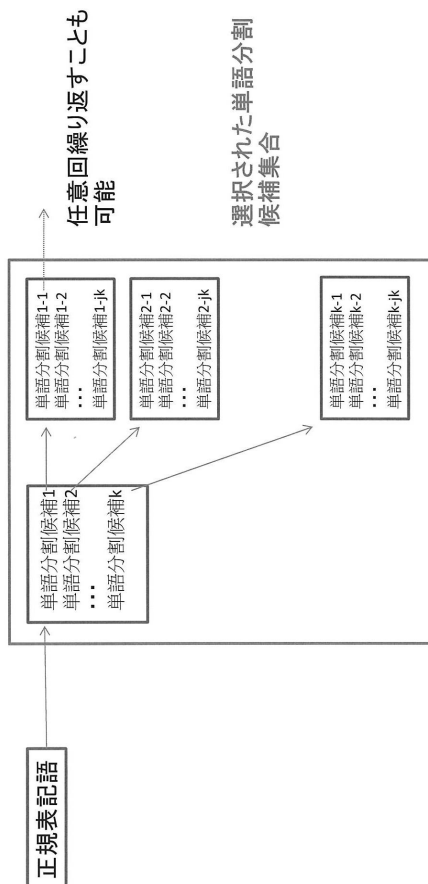 正規表記語
単語分割候補1
単語分割候補2
•••
単語分割候補k
単語分割候補1-1
単語分割候補1-2
•••
単語分割候補1-jk
単語分割候補2-1
単語分割候補2-2
•••
単語分割候補2-jk
単語分割候補k-1
単語分割候補k-2
•••
単語分割候補k-jk
任意回繰り返すことも
可能
選択された単語分割
候補集合